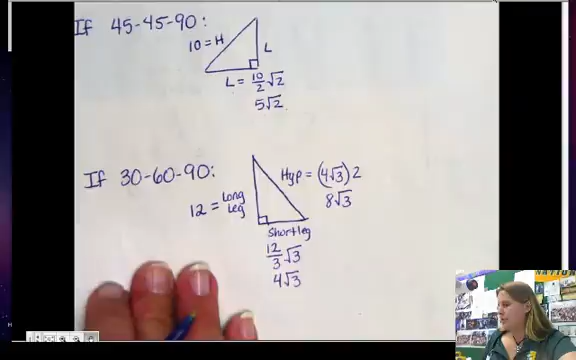 If 45-45-90:
10 = H
L
L = 10/2 √2
5√2
If 30-60-90:
Hyp = (4√3)2
8√3
12 = Long Leg
Short leg
12/3 √3
4√3
NATION